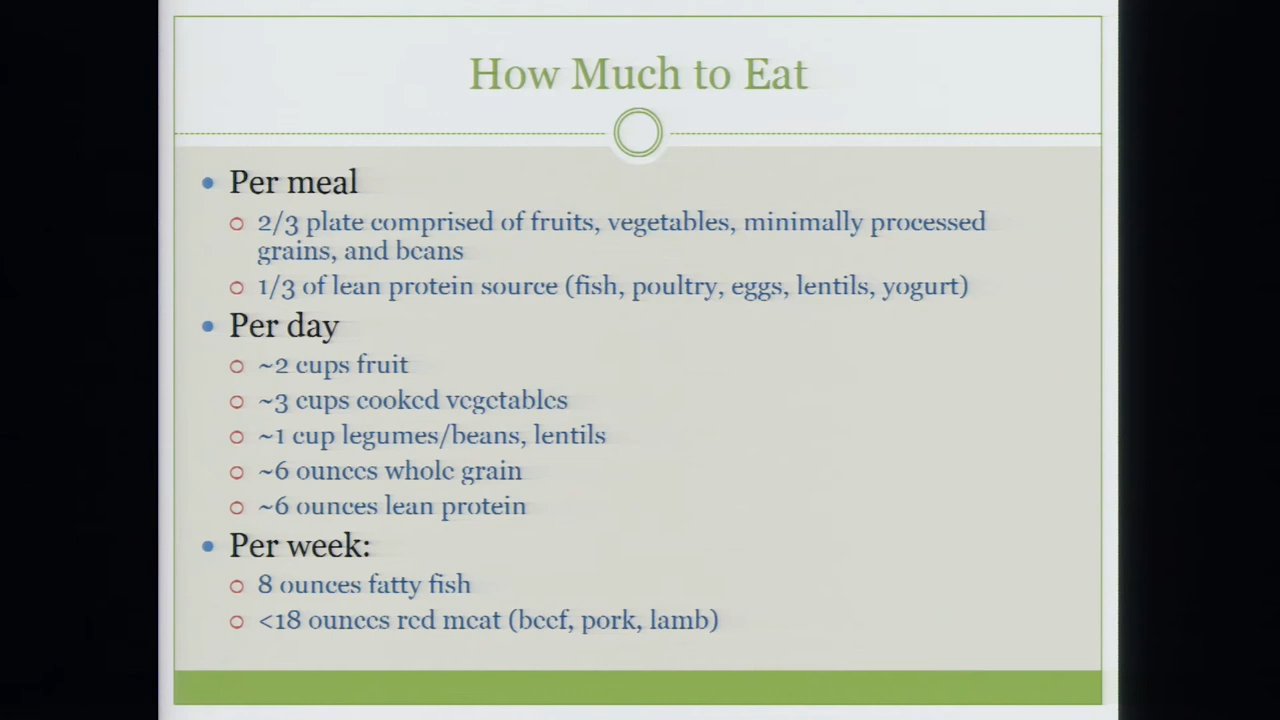 How Much to Eat
• Per meal
○ 2/3 plate comprised of fruits, vegetables, minimally processed
grains, and beans
○ 1/3 of lean protein source (fish, poultry, eggs, lentils, yogurt)
• Per day
○ ~2 cups fruit
○ ~3 cups cooked vegetables
○ ~1 cup legumes/beans, lentils
○ ~6 ounces whole grain
○ ~6 ounces lean protein
• Per week:
○ 8 ounces fatty fish
○ <18 ounces red meat (beef, pork, lamb)